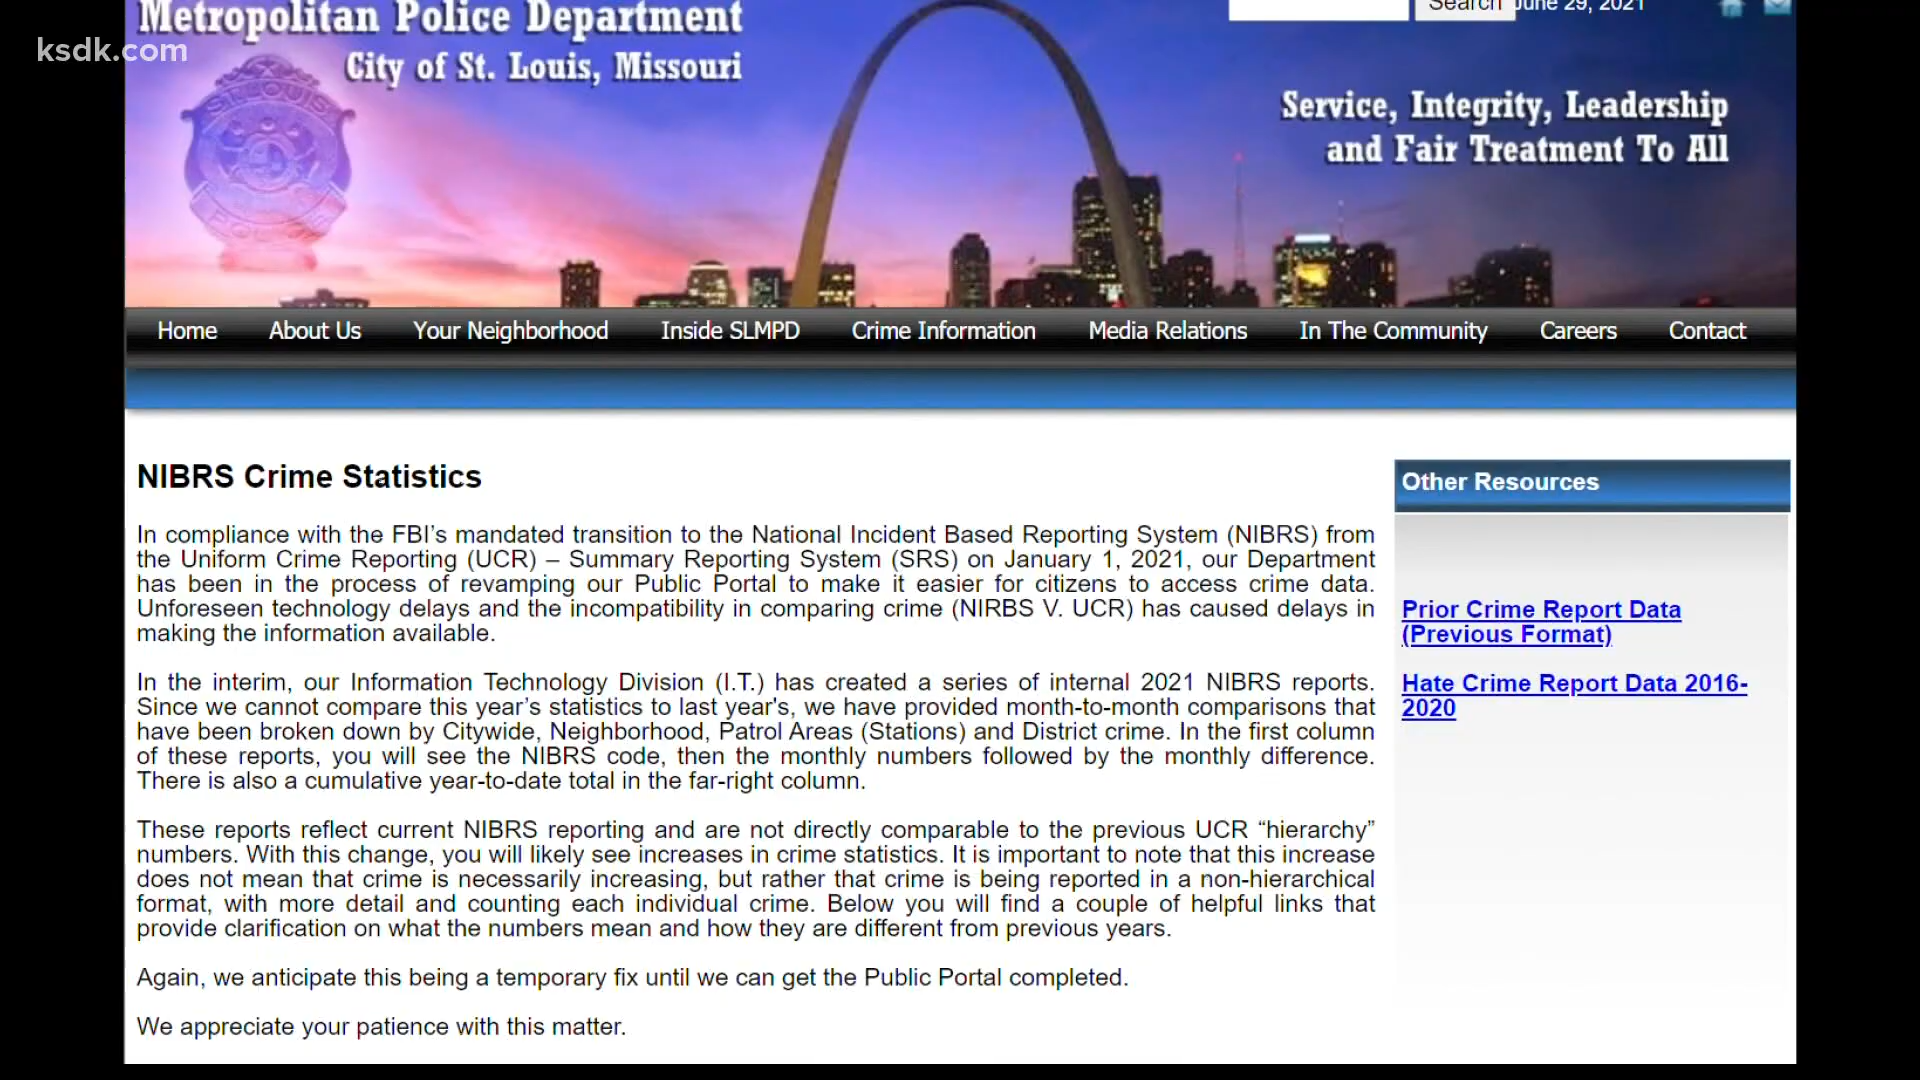 Metropolitan Police Department
City of St. Louis, Missouri
ksdk.com
Search
June 29, 2021
ST. LOUIS
Service, Integrity, Leadership
and Fair Treatment To All
Home About Us Your Neighborhood Inside SLMPD Crime Information Media Relations In The Community Careers Contact
NIBRS Crime Statistics
In compliance with the FBI’s mandated transition to the National Incident Based Reporting System (NIBRS) from
the Uniform Crime Reporting (UCR) – Summary Reporting System (SRS) on January 1, 2021, our Department
has been in the process of revamping our Public Portal to make it easier for citizens to access crime data.
Unforeseen technology delays and the incompatibility in comparing crime (NIRBS V. UCR) has caused delays in
making the information available.
In the interim, our Information Technology Division (I.T.) has created a series of internal 2021 NIBRS reports.
Since we cannot compare this year’s statistics to last year's, we have provided month-to-month comparisons that
have been broken down by Citywide, Neighborhood, Patrol Areas (Stations) and District crime. In the first column
of these reports, you will see the NIBRS code, then the monthly numbers followed by the monthly difference.
There is also a cumulative year-to-date total in the far-right column.
These reports reflect current NIBRS reporting and are not directly comparable to the previous UCR “hierarchy”
numbers. With this change, you will likely see increases in crime statistics. It is important to note that this increase
does not mean that crime is necessarily increasing, but rather that crime is being reported in a non-hierarchical
format, with more detail and counting each individual crime. Below you will find a couple of helpful links that
provide clarification on what the numbers mean and how they are different from previous years.
Again, we anticipate this being a temporary fix until we can get the Public Portal completed.
We appreciate your patience with this matter.
Other Resources
Prior Crime Report Data
(Previous Format)
Hate Crime Report Data 2016-
2020